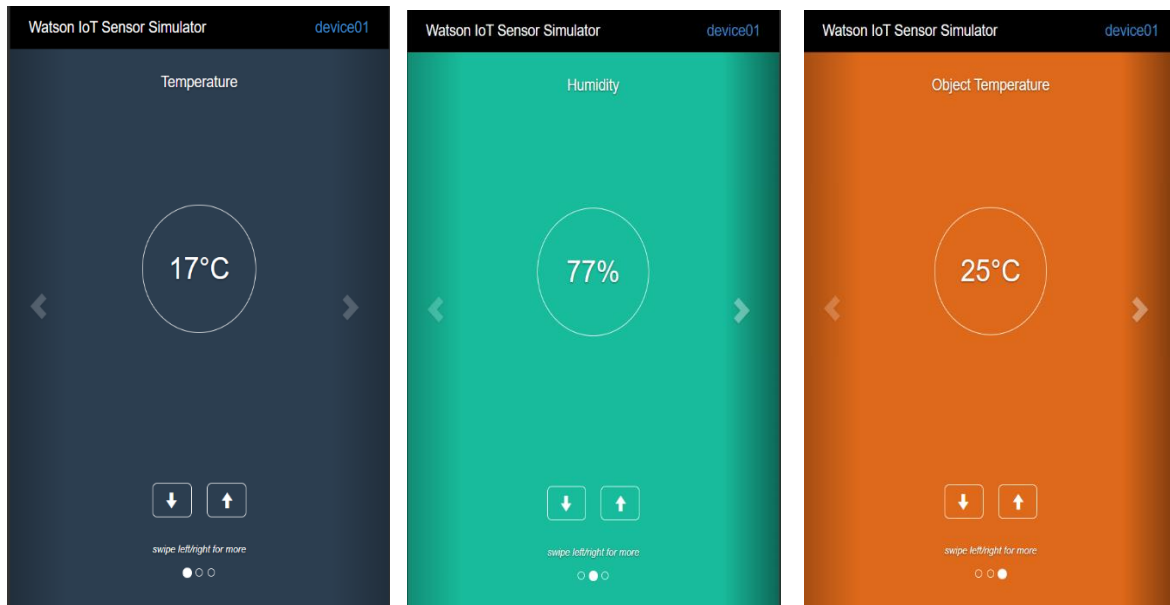 Watson IoT Sensor Simulator device01
Temperature
17°C
swipe left/right for more
Watson IoT Sensor Simulator device01
Humidity
77%
swipe left/right for more
Watson IoT Sensor Simulator device01
Object Temperature
25°C
swipe left/right for more